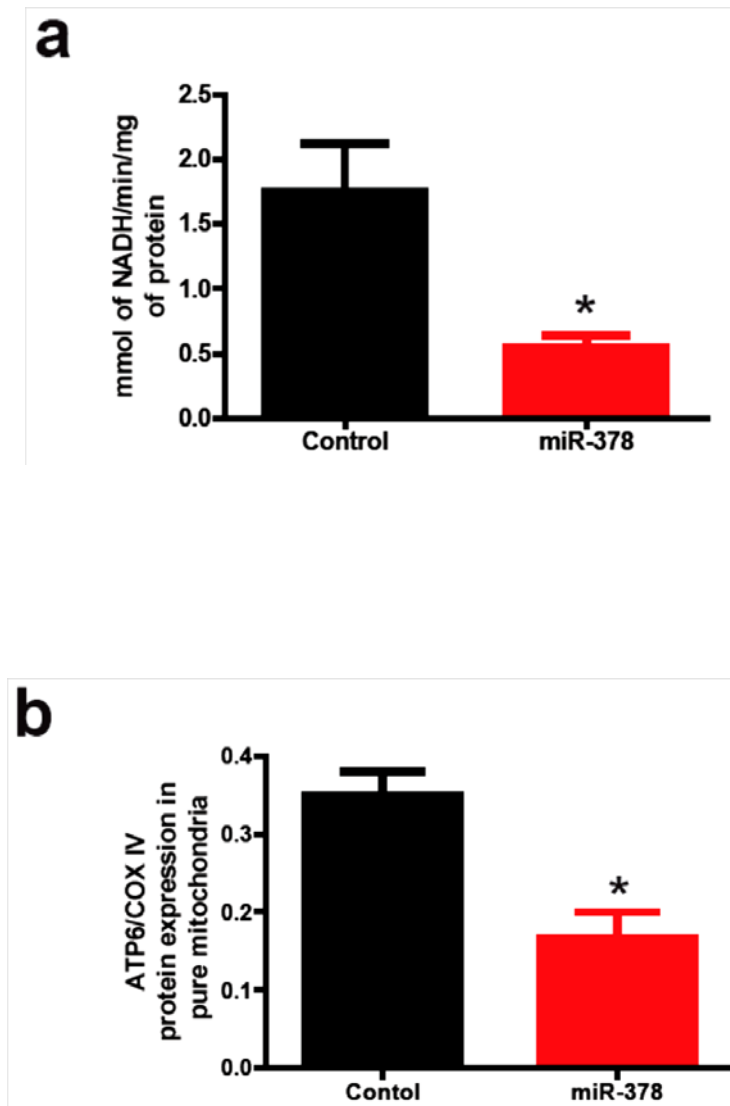 a
mmol of NADH/min/mg
of protein
2.5
2.0
1.5
1.0
0.5
0.0
*
Control
miR-378
b
ATP6/COX IV
protein expression in
pure mitochondria
0.4
0.3
0.2
0.1
0.0
*
Contol
miR-378